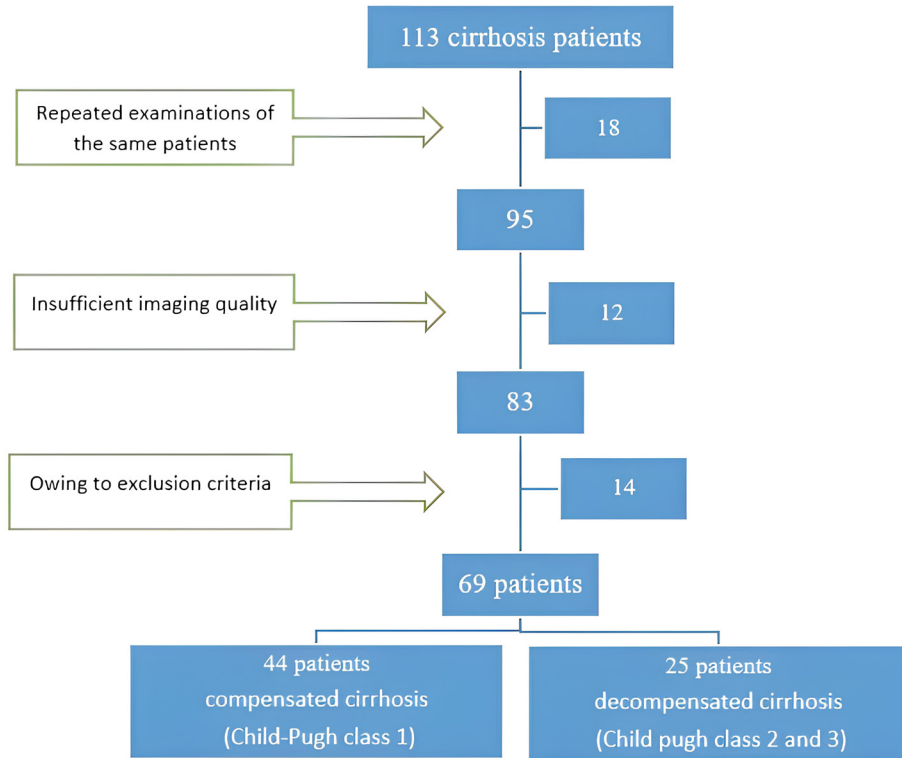 113 cirrhosis patients
Repeated examinations of
the same patients
18
95
Insufficient imaging quality
12
83
Owing to exclusion criteria
14
69 patients
44 patients
compensated cirrhosis
(Child-Pugh class 1)
25 patients
decompensated cirrhosis
(Child pugh class 2 and 3)